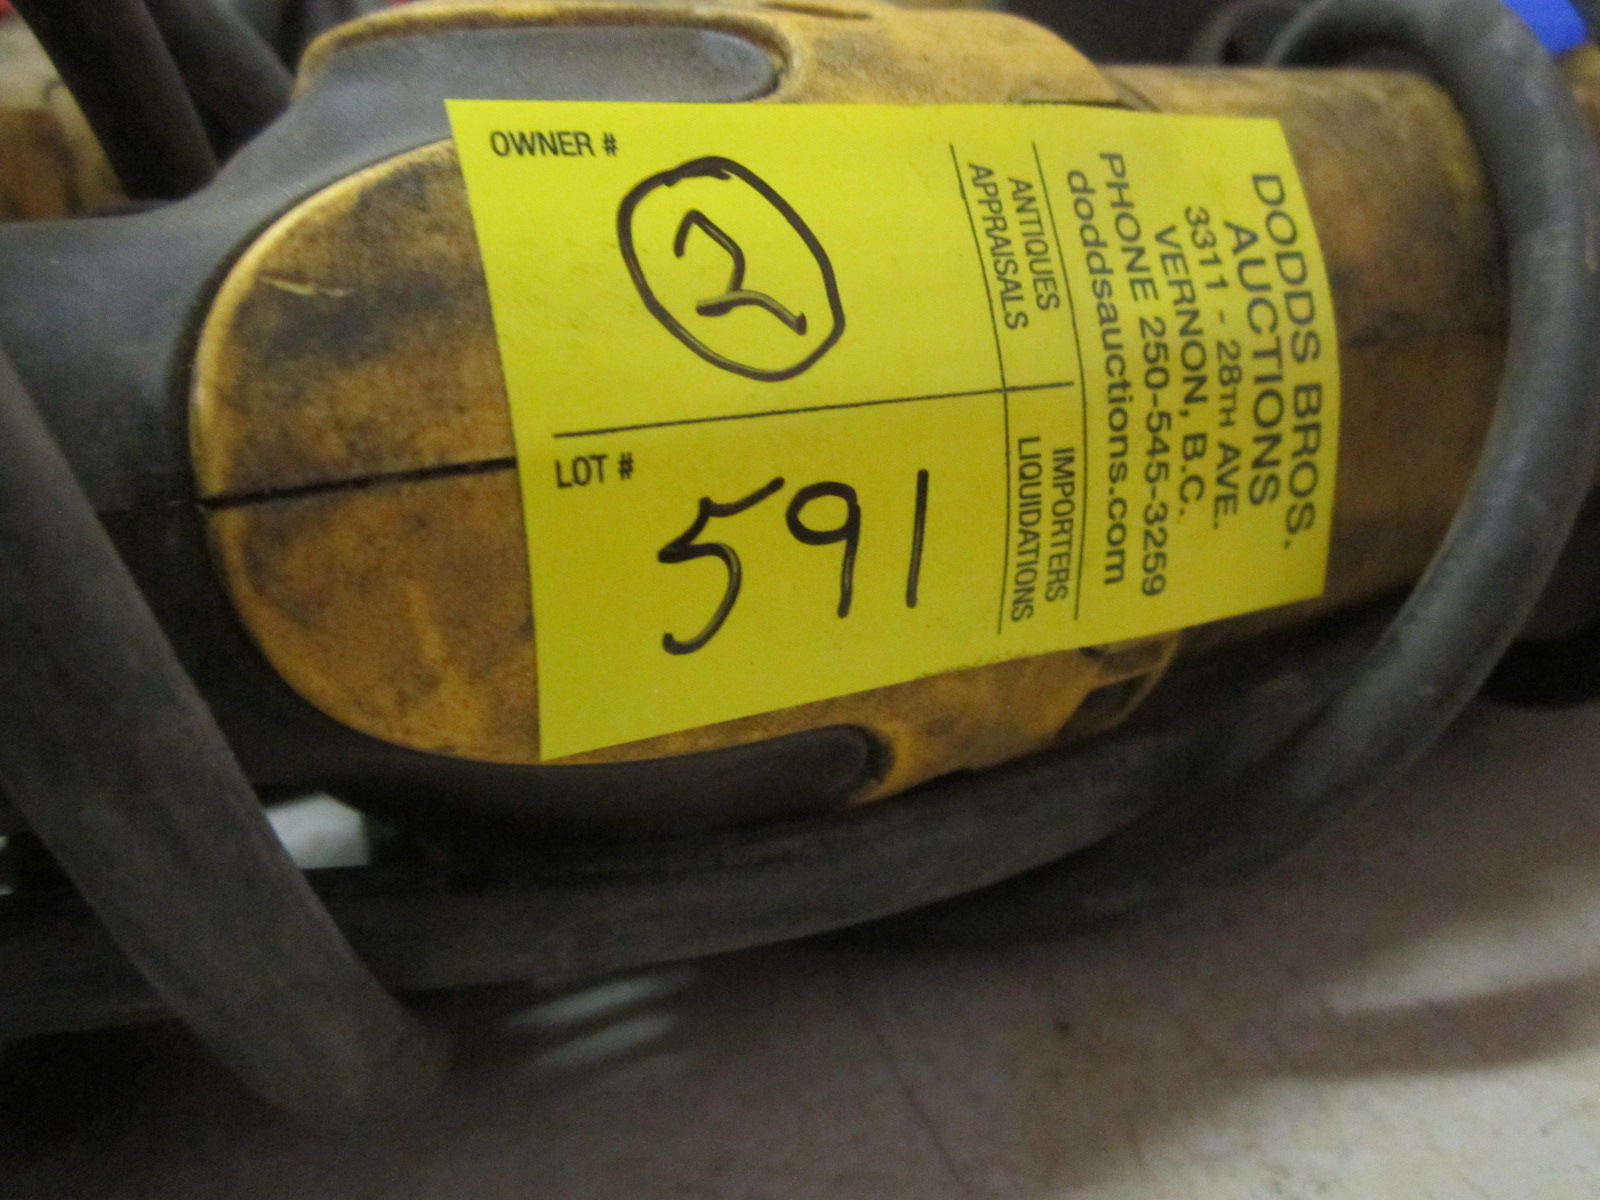 OWNER #
2
LOT #
591
ANTIQUES
APPRAISALS
IMPORTERS
LIQUIDATIONS
DODDS BROS.
AUCTIONS
3311 - 28TH AVE.
VERNON, B.C.
PHONE 250-545-3259
doddsauctions.com